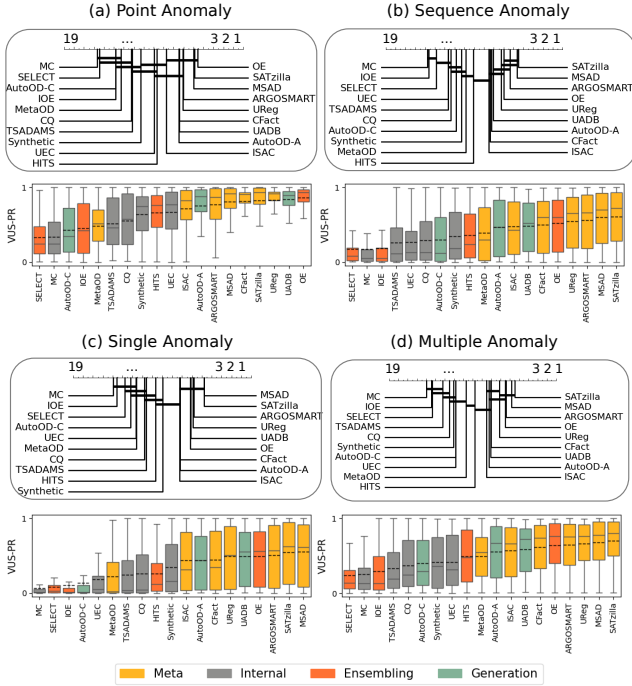 (a) Point Anomaly
19 ... 3 2 1
MC
SELECT
AutoOD-C
IOE
MetaOD
CQ
TSADAMS
Synthetic
UEC
HITS
OE
SATzilla
MSAD
ARGOSMART
UReg
CFact
UADB
AutoOD-A
ISAC
VUS-PR
1
0
SELECT MC AutoOD-C IOE MetaOD TSADAMS CQ Synthetic HITS UEC ISAC AutoOD-A ARGOSMART MSAD CFact SATzilla UReg UADB OE
(b) Sequence Anomaly
19 ... 3 2 1
MC
IOE
SELECT
UEC
TSADAMS
CQ
AutoOD-C
Synthetic
MetaOD
HITS
SATzilla
MSAD
ARGOSMART
OE
UReg
UADB
AutoOD-A
CFact
ISAC
1
0
SELECT MC IOE TSADAMS UEC CQ AutoOD-C Synthetic HITS MetaOD AutoOD-A ISAC UADB CFact OE UReg ARGOSMART MSAD SATzilla
(c) Single Anomaly
19 ... 3 2 1
MC
IOE
SELECT
AutoOD-C
UEC
MetaOD
CQ
TSADAMS
HITS
Synthetic
MSAD
SATzilla
ARGOSMART
UReg
UADB
OE
CFact
AutoOD-A
ISAC
VUS-PR
1
0
MC SELECT IOE AutoOD-C UEC MetaOD TSADAMS CQ HITS Synthetic ISAC AutoOD-A CFact UReg UADB OE ARGOSMART SATzilla MSAD
(d) Multiple Anomaly
19 ... 3 2 1
MC
IOE
SELECT
TSADAMS
CQ
Synthetic
AutoOD-C
UEC
MetaOD
HITS
SATzilla
MSAD
ARGOSMART
OE
UReg
CFact
UADB
AutoOD-A
ISAC
1
0
SELECT MC IOE TSADAMS CQ AutoOD-C Synthetic UEC HITS MetaOD AutoOD-A ISAC UADB CFact OE ARGOSMART UReg MSAD SATzilla
Meta Internal Ensembling Generation